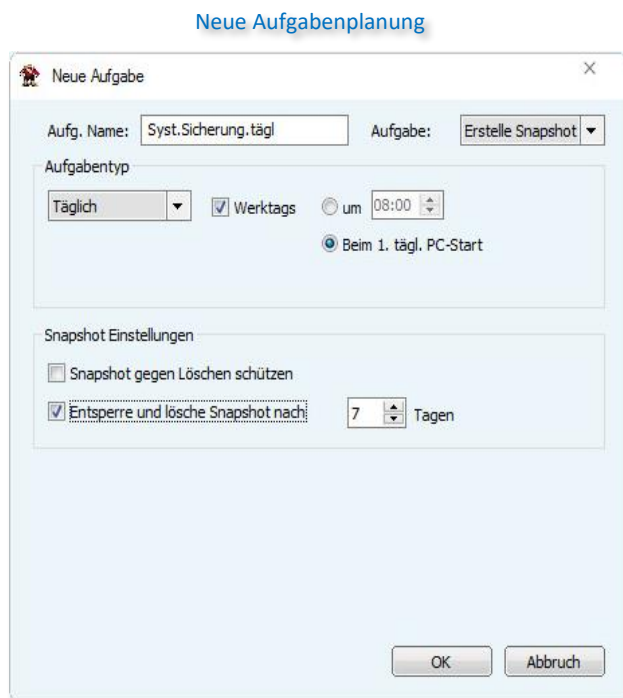 Neue Aufgabenplanung
Neue Aufgabe
Aufg. Name: Syst.Sicherung.tägl Aufgabe: Erstelle Snapshot
Aufgabentyp
Täglich Werktags um 08:00
Beim 1. tägl. PC-Start
Snapshot Einstellungen
Snapshot gegen Löschen schützen
Entsperre und lösche Snapshot nach 7 Tagen
OK Abbruch